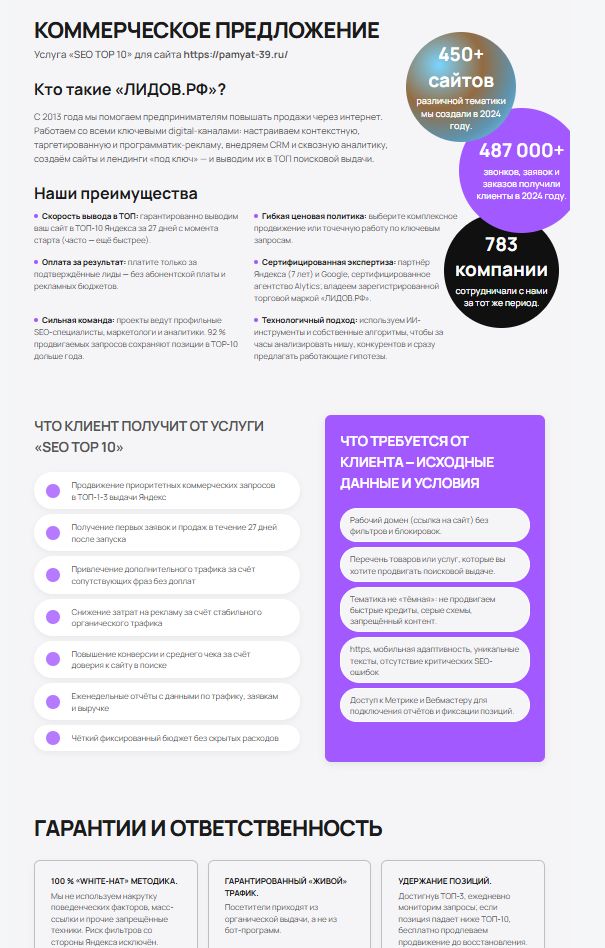 КОММЕРЧЕСКОЕ ПРЕДЛОЖЕНИЕ
Услуга «SEO TOP 10» для сайта https://pamyat-39.ru/
Кто такие «ЛИДОВ.РФ»?
С 2013 года мы помогаем предпринимателям повышать продажи через интернет.
Работаем со всеми ключевыми digital-каналами: настраиваем контекстную,
таргетированную и программатик-рекламу, внедряем CRM и сквозную аналитику,
создаём сайты и лендинги «под ключ» — и выводим их в ТОП поисковой выдачи.
450+
сайтов
различной тематики
мы создали в 2024
году.
487 000+
звонков, заявок и
заказов получили
клиенты в 2024 году.
783
компании
сотрудничали с нами
за тот же период.
Наши преимущества
Скорость вывода в ТОП: гарантированно выводим
ваш сайт в ТОП-10 Яндекса за 27 дней с момента
старта (часто — ещё быстрее).
Оплата за результат: платите только за
подтверждённые лиды — без абонентской платы и
рекламных бюджетов.
Сильная команда: проекты ведут профильные
SEO-специалисты, маркетологи и аналитики. 92 %
продвигаемых запросов сохраняют позиции в TOP-10
дольше года.
Гибкая ценовая политика: выберите комплексное
продвижение или точечную работу по ключевым
запросам.
Сертифицированная экспертиза: партнёр
Яндекса (7 лет) и Google, сертифицированное
агентство Alytics, владеем зарегистрированной
торговой маркой «ЛИДОВ.РФ».
Технологичный подход: используем ИИ-
инструменты и собственные алгоритмы, чтобы за
часы анализировать нишу, конкурентов и сразу
предлагать работающие гипотезы.
ЧТО КЛИЕНТ ПОЛУЧИТ ОТ УСЛУГИ
«SEO TOP 10»
Продвижение приоритетных коммерческих запросов
в ТОП-1-3 выдачи Яндекс
Получение первых заявок и продаж в течение 27 дней
после запуска
Привлечение дополнительного трафика за счёт
сопутствующих фраз без доплат
Снижение затрат на рекламу за счёт стабильного
органического трафика
Повышение конверсии и среднего чека за счёт
доверия к сайту в поиске
Еженедельные отчёты с данными по трафику, заявкам
и выручке
Чёткий фиксированный бюджет без скрытых расходов
ЧТО ТРЕБУЕТСЯ ОТ
КЛИЕНТА – ИСХОДНЫЕ
ДАННЫЕ И УСЛОВИЯ
Рабочий домен (ссылка на сайт) без
фильтров и блокировок.
Перечень товаров или услуг, которые вы
хотите продвигать поисковой выдаче.
Тематика не «тёмная»: не продвигаем
быстрые кредиты, серые схемы,
запрещённый контент.
https, мобильная адаптивность, уникальные
тексты, отсутствие критических SEO-
ошибок
Доступ к Метрике и Вебмастеру для
подключения отчётов и фиксации позиций.
ГАРАНТИИ И ОТВЕТСТВЕННОСТЬ
100 % «WHITE-HAT» МЕТОДИКА.
Мы не используем накрутку
поведенческих факторов, масс-
ссылки и прочие запрещённые
техники. Риск фильтров со
стороны Яндекса исключён.
ГАРАНТИРОВАННЫЙ «ЖИВОЙ»
ТРАФИК.
Посетители приходят из
органической выдачи, а не из
бот-программ.
УДЕРЖАНИЕ ПОЗИЦИЙ.
Достигнув ТОП-3, ежедневно
мониторим запросы; если
позиция падает ниже ТОП-10,
бесплатно продлеваем
продвижение до восстановления.